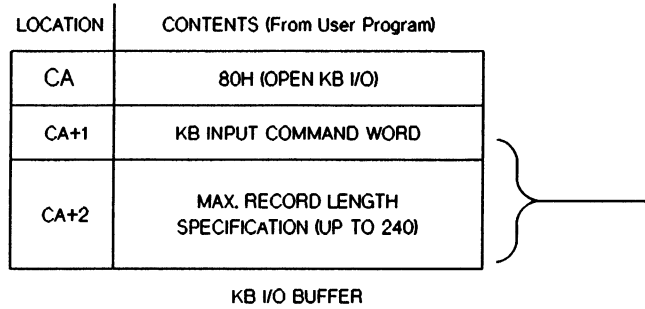 LOCATION CONTENTS (From User Program)
CA 80H (OPEN KB I/O)
CA+1 KB INPUT COMMAND WORD
CA+2 MAX. RECORD LENGTH
SPECIFICATION (UP TO 240)
KB I/O BUFFER